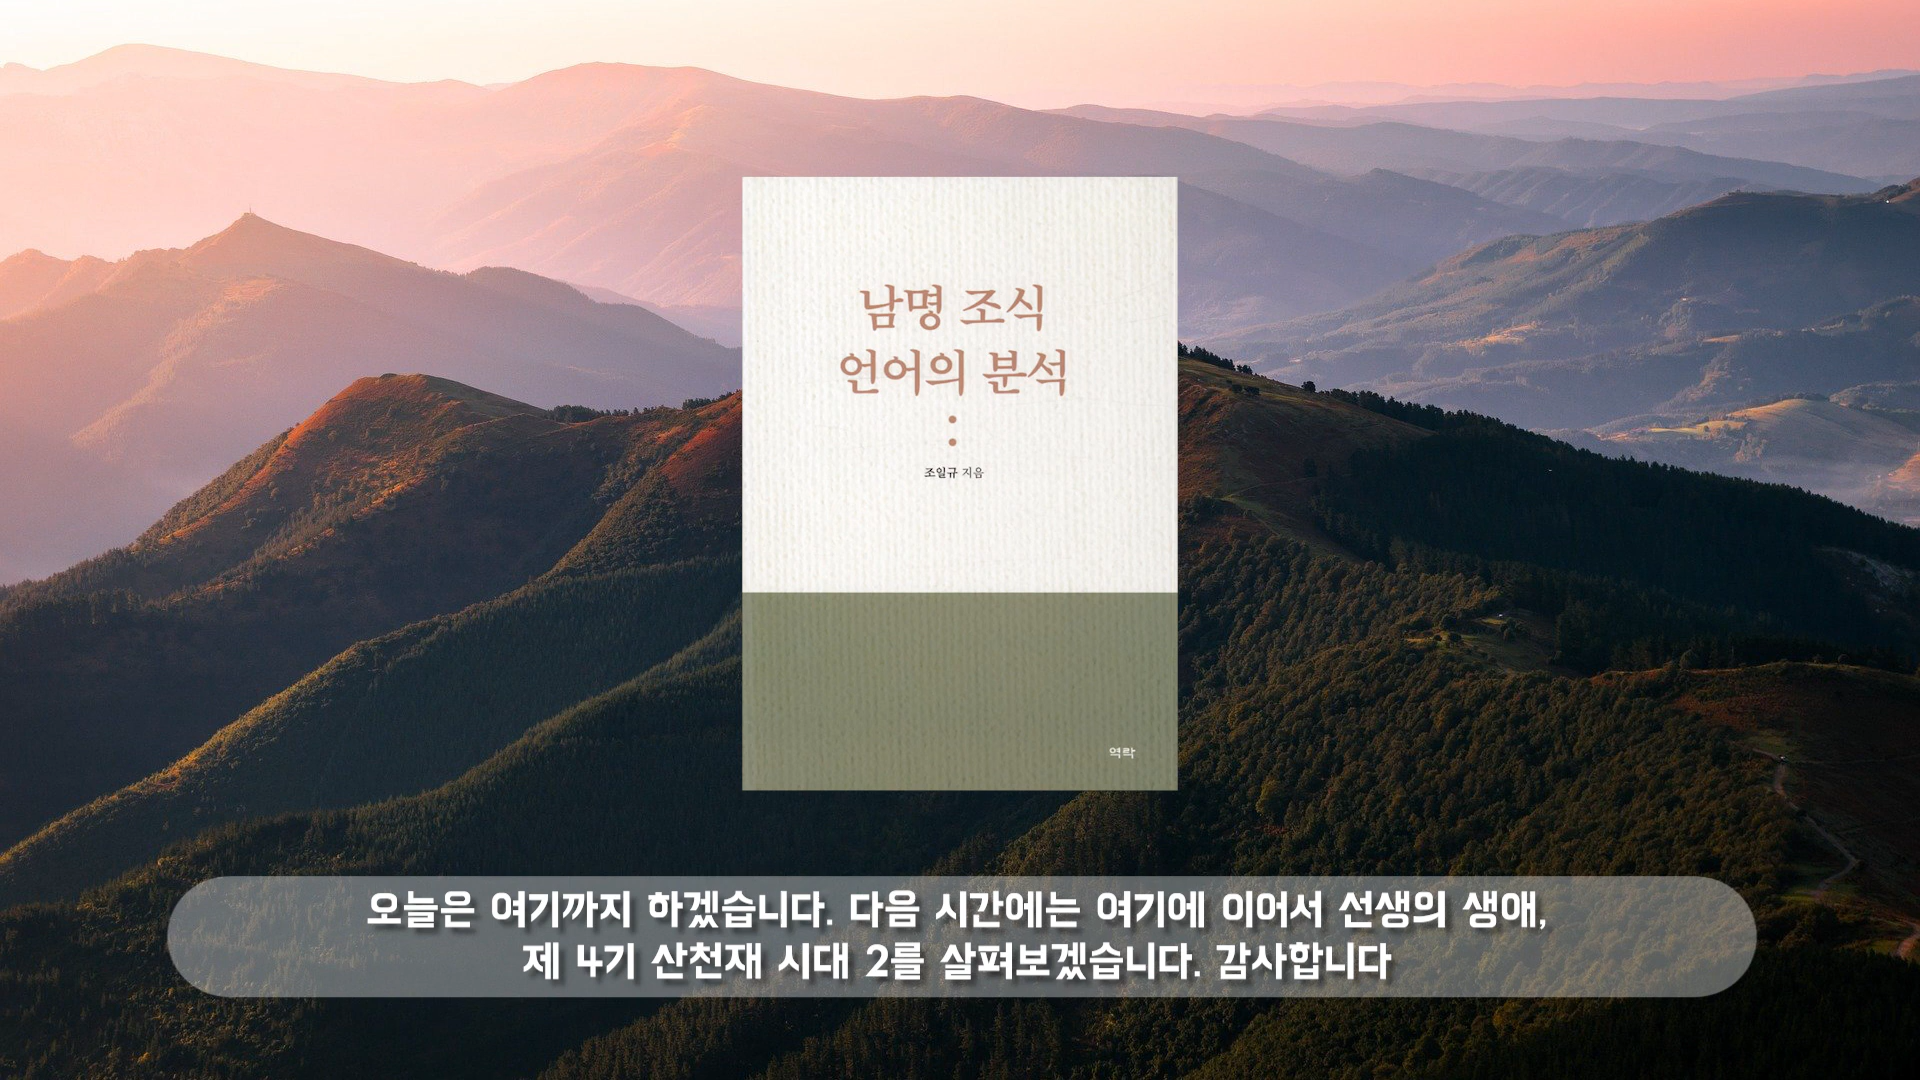 남명 조식
언어의 분석
:
조일규 지음
역락
오늘은 여기까지 하겠습니다. 다음 시간에는 여기에 이어서 선생의 생애,
제 4기 산천재 시대 2를 살펴보겠습니다. 감사합니다